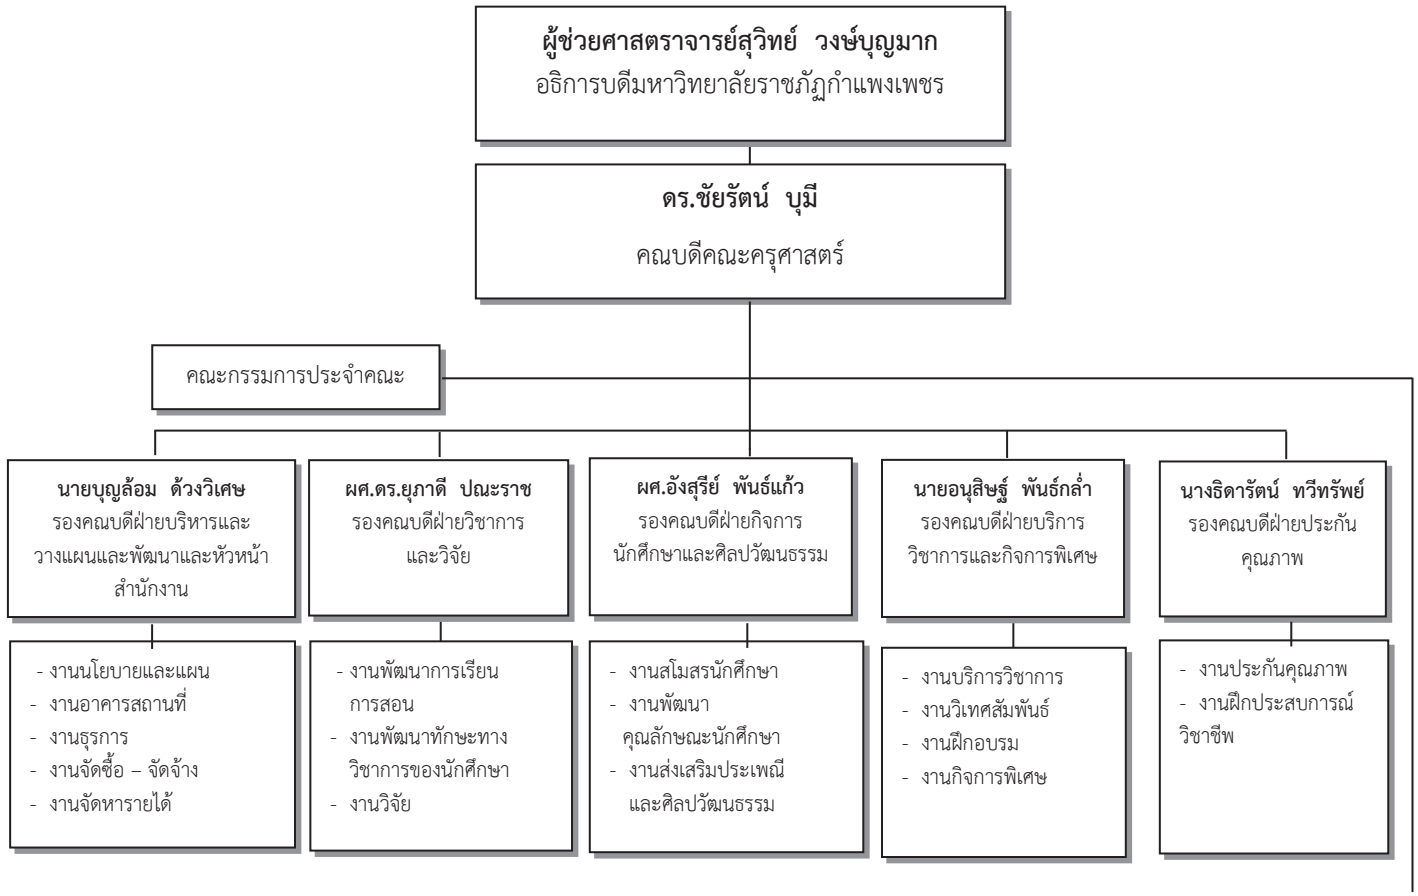 ผู้ช่วยศาสตราจารย์สุวิทย์ วงษ์บุญมาก
อธิการบดีมหาวิทยาลัยราชภัฏกำแพงเพชร
ดร.ชัยรัตน์ บุมี
คณบดีคณะครุศาสตร์
คณะกรรมการประจำคณะ
นายบุญล้อม ด้วงวิเศษ
รองคณบดีฝ่ายบริหารและ
วางแผนและพัฒนาและหัวหน้า
สำนักงาน
ผศ.ดร.ยุภาดี ปณะราช
รองคณบดีฝ่ายวิชาการ
และวิจัย
ผศ.อังสุรีย์ พันธ์แก้ว
รองคณบดีฝ่ายกิจการ
นักศึกษาและศิลปวัฒนธรรม
นายอนุสิษฐ์ พันธ์กล่ำ
รองคณบดีฝ่ายบริการ
วิชาการและกิจการพิเศษ
นางธิดารัตน์ ทวีทรัพย์
รองคณบดีฝ่ายประกัน
คุณภาพ
- งานนโยบายและแผน
- งานอาคารสถานที่
- งานธุรการ
- งานจัดซื้อ – จัดจ้าง
- งานจัดหารายได้
- งานพัฒนาการเรียน
การสอน
- งานพัฒนาทักษะทาง
วิชาการของนักศึกษา
- งานวิจัย
- งานสโมสรนักศึกษา
- งานพัฒนา
คุณลักษณะนักศึกษา
- งานส่งเสริมประเพณี
และศิลปวัฒนธรรม
- งานบริการวิชาการ
- งานวิเทศสัมพันธ์
- งานฝึกอบรม
- งานกิจการพิเศษ
- งานประกันคุณภาพ
- งานฝึกประสบการณ์
วิชาชีพ